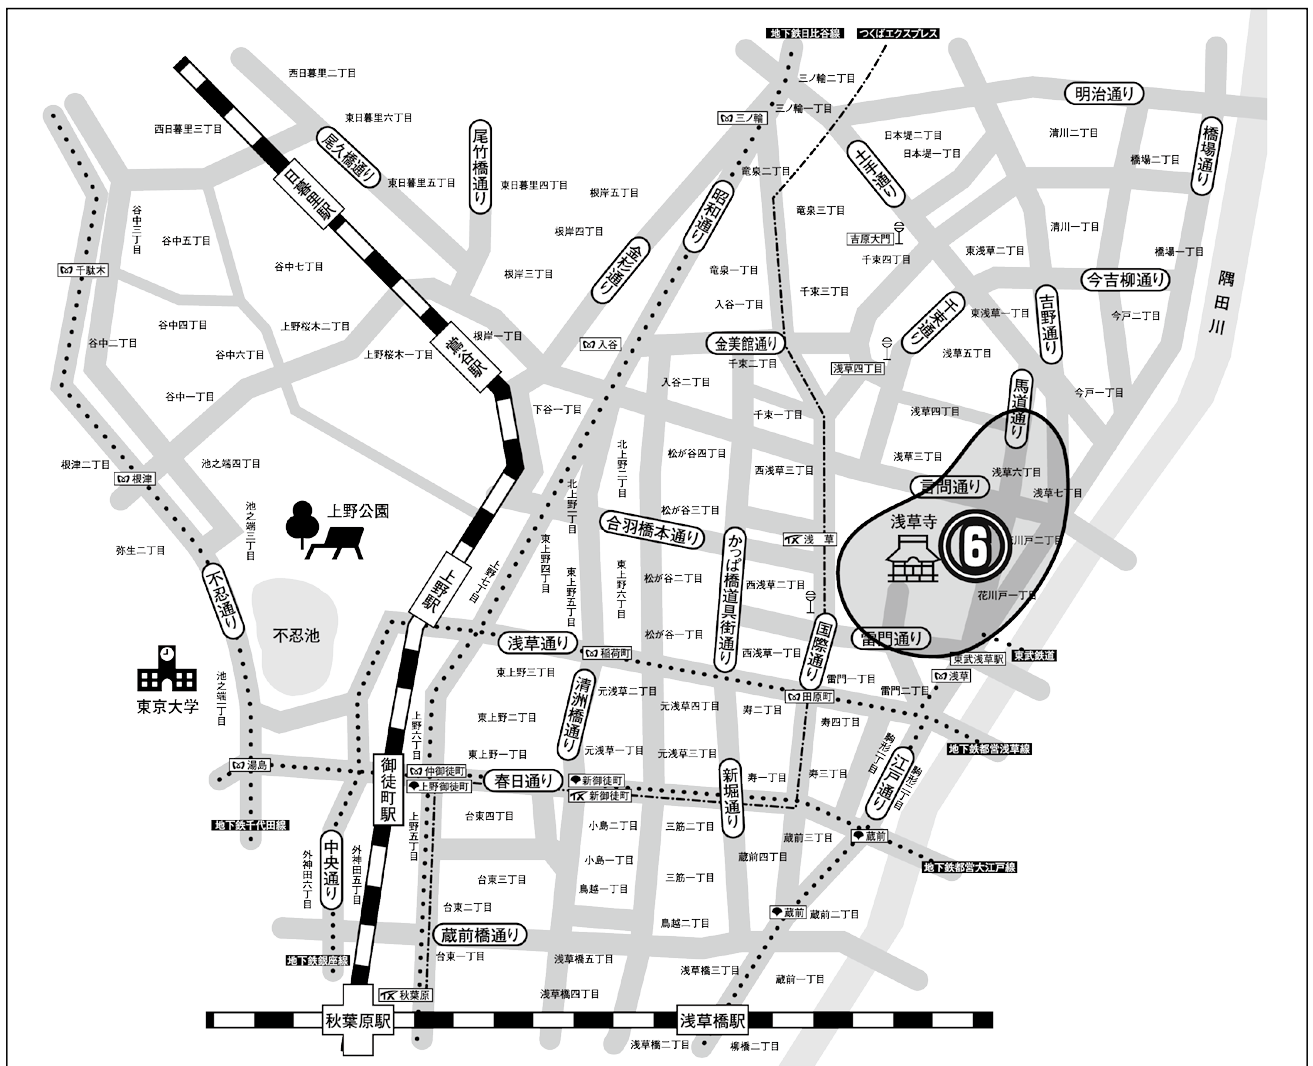 地下鉄日比谷線
つくばエクスプレス
西日暮里二丁目
三ノ輪二丁目
明治通り
東日暮里六丁目
三ノ輪
三ノ輪一丁目
西日暮里三丁目
尾久橋通り
尾竹橋通り
日本堤二丁目
日本堤一丁目
清川二丁目
橋場二丁目
橋場通り
土手通り
竜泉二丁目
日暮里駅
東日暮里五丁目
東日暮里四丁目
根岸五丁目
昭和通り
谷中三丁目
谷中五丁目
根岸四丁目
竜泉三丁目
吉原大門
清川一丁目
橋場一丁目
東浅草二丁目
千束四丁目
千駄木
谷中七丁目
根岸三丁目
金杉通り
竜泉一丁目
今吉柳通り
隅田川
千束三丁目
入谷一丁目
千束通り
東浅草一丁目
吉野通り
今戸二丁目
谷中四丁目
上野桜木二丁目
根岸一丁目
入谷
金美館通り
谷中二丁目
谷中六丁目
上野桜木一丁目
鶯谷駅
千束二丁目
浅草四丁目
浅草五丁目
入谷二丁目
馬道通り
今戸一丁目
谷中一丁目
下谷一丁目
千束一丁目
浅草四丁目
根津二丁目
池之端四丁目
根津
北上野二丁目
松が谷四丁目
西浅草三丁目
浅草三丁目
浅草六丁目
言問通り
浅草七丁目
北上野一丁目
上野公園
池之端三丁目
松が谷三丁目
合羽橋本通り
かっぱ橋道具街通り
浅草
浅草寺
6
花川戸二丁目
弥生二丁目
不忍通り
上野七丁目
東上野四丁目
東上野五丁目
東上野六丁目
松が谷二丁目
西浅草二丁目
花川戸一丁目
上野駅
不忍池
浅草通り
松が谷一丁目
西浅草一丁目
国際通り
雷門通り
稲荷町
東武浅草駅
東武鉄道
浅草
東京大学
池之端二丁目
東上野三丁目
清洲橋通り
元浅草二丁目
元浅草四丁目
田原町
雷門一丁目
雷門二丁目
寿二丁目
寿四丁目
上野六丁目
東上野二丁目
地下鉄都営浅草線
駒形一丁目
駒形二丁目
江戸通り
東上野一丁目
元浅草一丁目
元浅草三丁目
湯島
御徒町駅
仲御徒町
上野御徒町
春日通り
新御徒町
新御徒町
新堀通り
寿一丁目
寿三丁目
地下鉄千代田線
上野五丁目
台東四丁目
小島二丁目
三筋二丁目
蔵前三丁目
蔵前
中央通り
外神田六丁目
外神田五丁目
小島一丁目
蔵前四丁目
地下鉄都営大江戸線
台東三丁目
鳥越一丁目
三筋一丁目
台東二丁目
鳥越二丁目
蔵前
蔵前二丁目
蔵前橋通り
地下鉄銀座線
台東一丁目
浅草橋五丁目
浅草橋三丁目
蔵前一丁目
秋葉原
浅草橋四丁目
秋葉原駅
浅草橋駅
浅草橋二丁目
柳橋二丁目